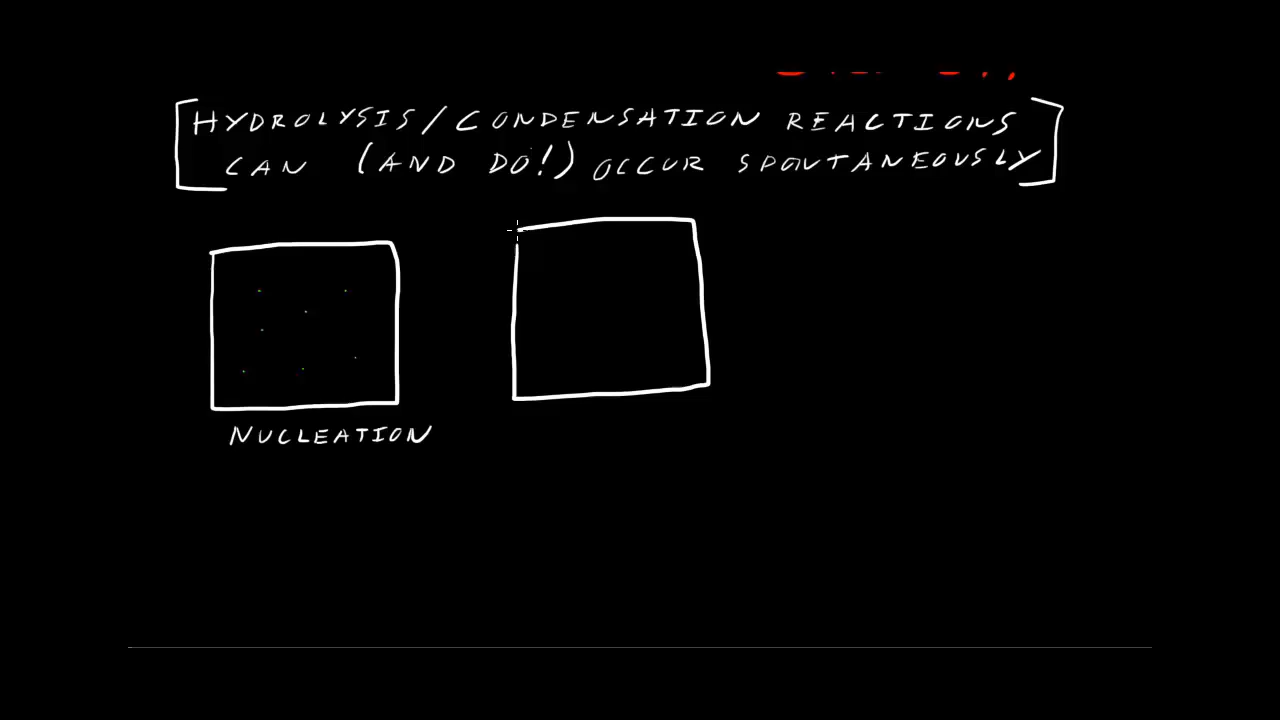 [HYDROLYSIS/CONDENSATION REACTIONS
CAN (AND DO!) OCCUR SPONTANEOUSLY]
NUCLEATION